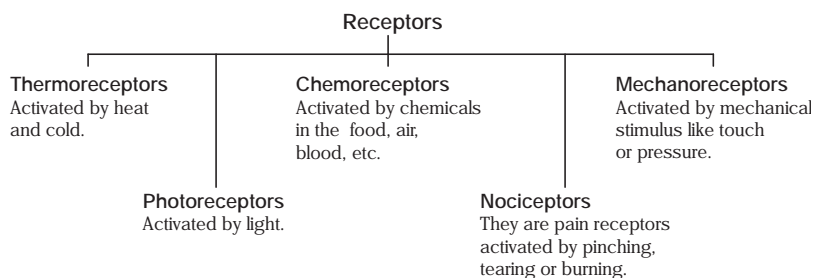 Receptors
Thermoreceptors
Activated by heat
and cold.
Chemoreceptors
Activated by chemicals
in the food, air,
blood, etc.
Mechanoreceptors
Activated by mechanical
stimulus like touch
or pressure.
Photoreceptors
Activated by light.
Nociceptors
They are pain receptors
activated by pinching,
tearing or burning.